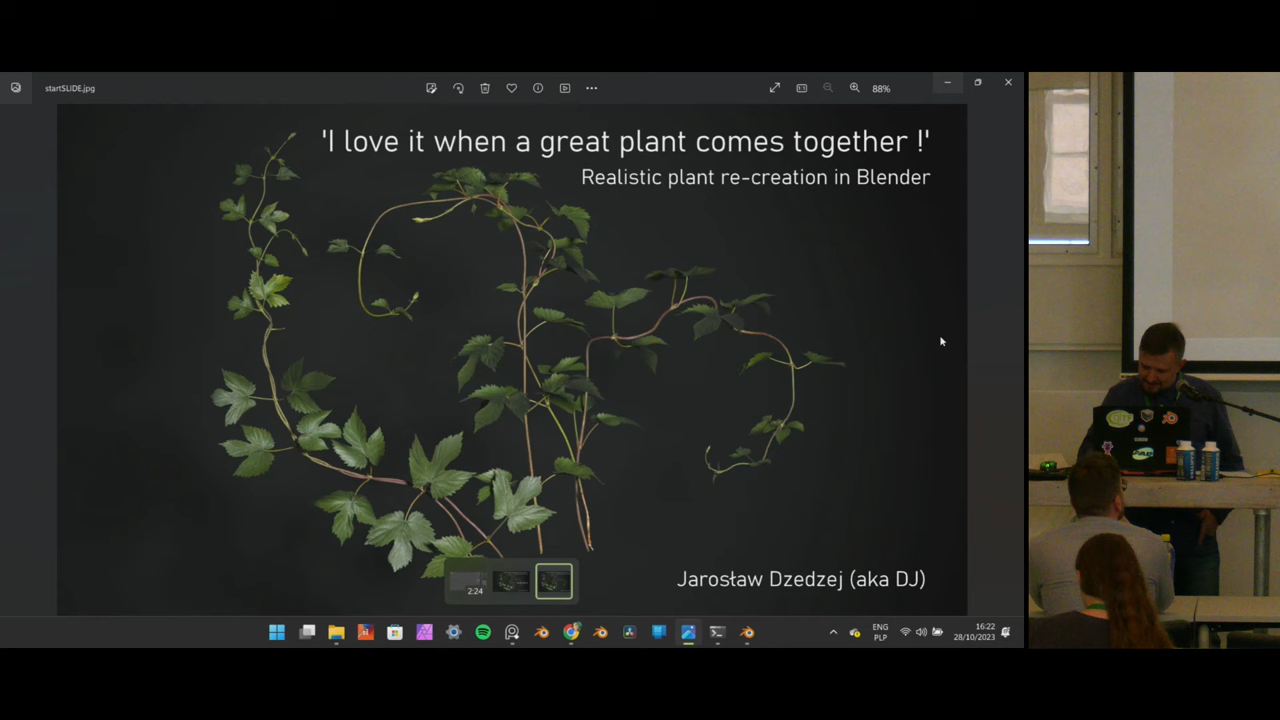 startSLIDE.jpg
88%
'I love it when a great plant comes together !'
Realistic plant re-creation in Blender
Jarosław Dzedzej (aka DJ)
2:24
ENG
PLP
16:22
28/10/2023